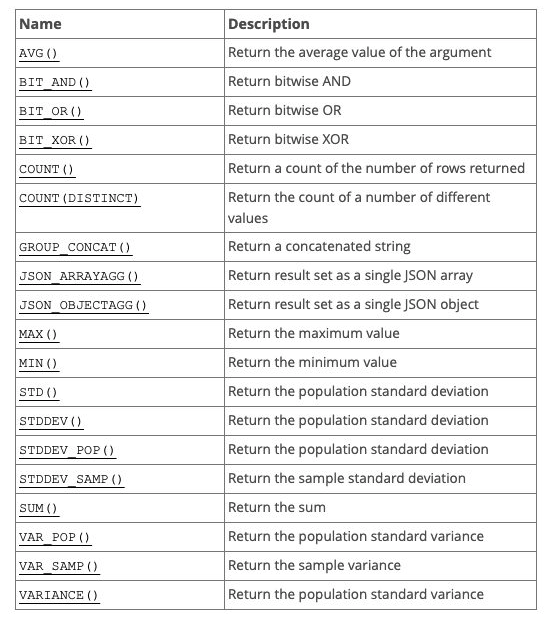 Name Description
AVG() Return the average value of the argument
BIT_AND() Return bitwise AND
BIT_OR() Return bitwise OR
BIT_XOR() Return bitwise XOR
COUNT() Return a count of the number of rows returned
COUNT(DISTINCT) Return the count of a number of different
values
GROUP_CONCAT() Return a concatenated string
JSON_ARRAYAGG() Return result set as a single JSON array
JSON_OBJECTAGG() Return result set as a single JSON object
MAX() Return the maximum value
MIN() Return the minimum value
STD() Return the population standard deviation
STDDEV() Return the population standard deviation
STDDEV_POP() Return the population standard deviation
STDDEV_SAMP() Return the sample standard deviation
SUM() Return the sum
VAR_POP() Return the population standard variance
VAR_SAMP() Return the sample variance
VARIANCE() Return the population standard variance